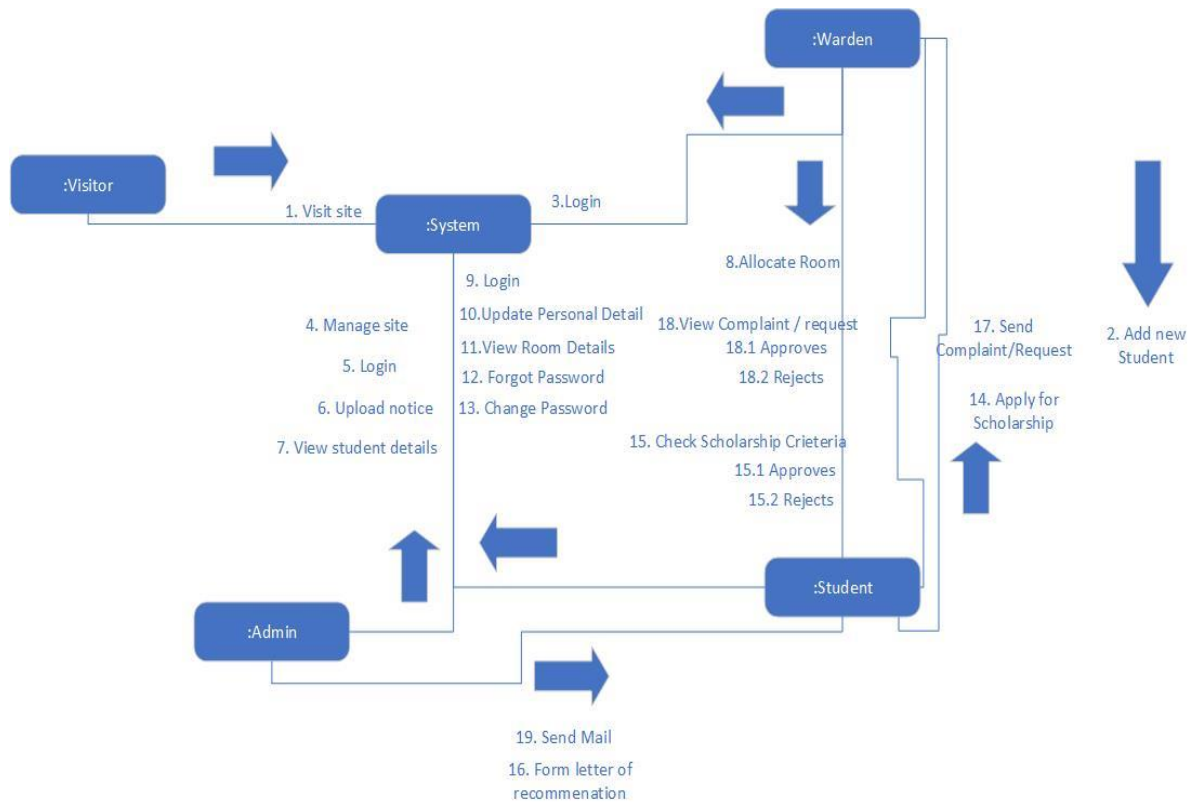 :Warden
:Visitor
1. Visit site
:System
3.Login
9. Login
10.Update Personal Detail
11.View Room Details
12. Forgot Password
13. Change Password
4. Manage site
5. Login
6. Upload notice
7. View student details
8.Allocate Room
18.View Complaint / request
18.1 Approves
18.2 Rejects
15. Check Scholarship Crieteria
15.1 Approves
15.2 Rejects
17. Send
Complaint/Request
14. Apply for
Scholarship
2. Add new
Student
:Student
:Admin
19. Send Mail
16. Form letter of
recommenation